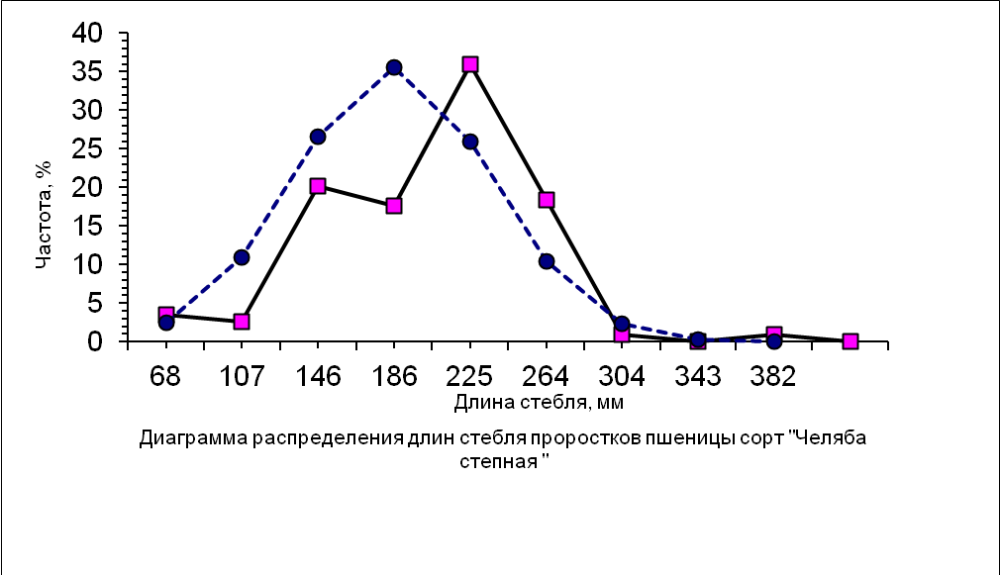 40
35
30
25
20
15
10
5
0
Частота, %
68 107 146 186 225 264 304 343 382
Длина стебля, мм
Диаграмма распределения длин стебля проростков пшеницы сорт "Челяба
степная "